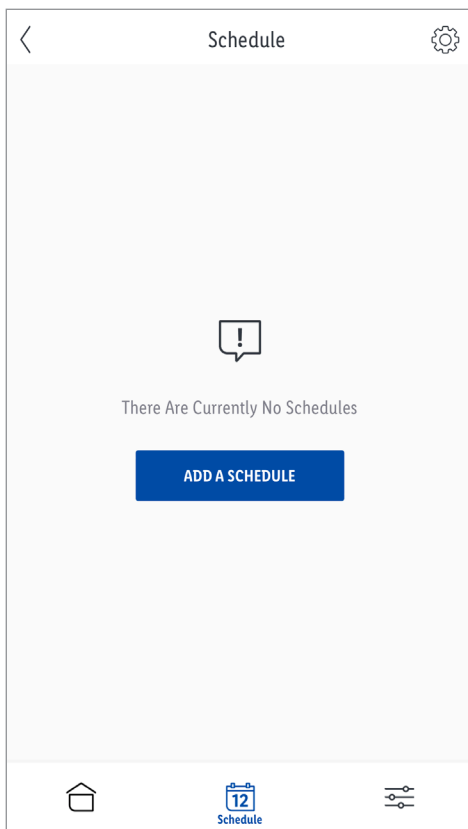 Schedule
!
There Are Currently No Schedules
ADD A SCHEDULE
12
Schedule